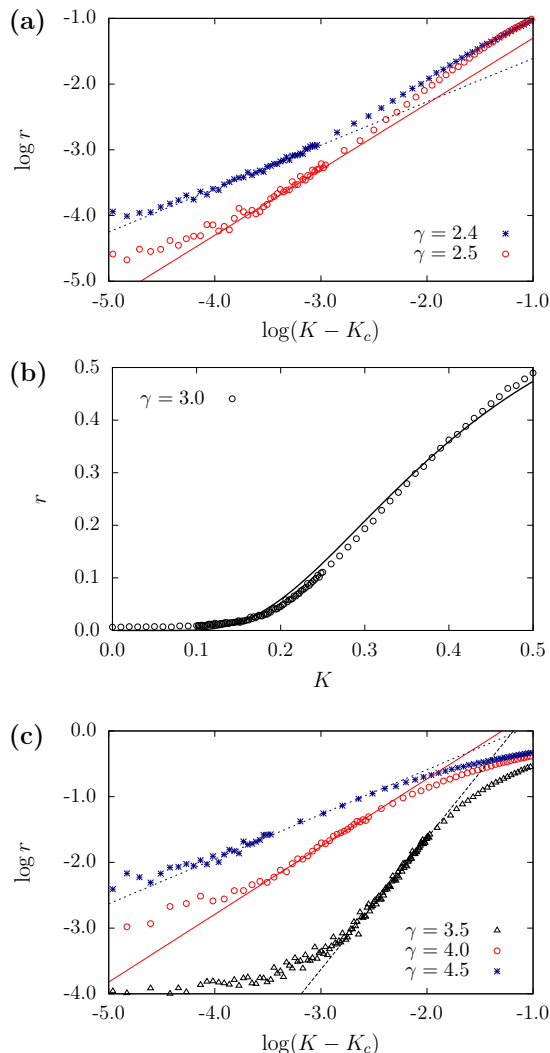 (a)
-1.0
-2.0
-3.0
-4.0
-5.0
log r
γ = 2.4
γ = 2.5
-5.0 -4.0 -3.0 -2.0 -1.0
log(K − K_c)
(b)
0.5
0.4
0.3
0.2
0.1
0.0
r
γ = 3.0
0.0 0.1 0.2 0.3 0.4 0.5
K
(c)
0.0
-1.0
-2.0
-3.0
-4.0
log r
γ = 3.5
γ = 4.0
γ = 4.5
-5.0 -4.0 -3.0 -2.0 -1.0
log(K − K_c)